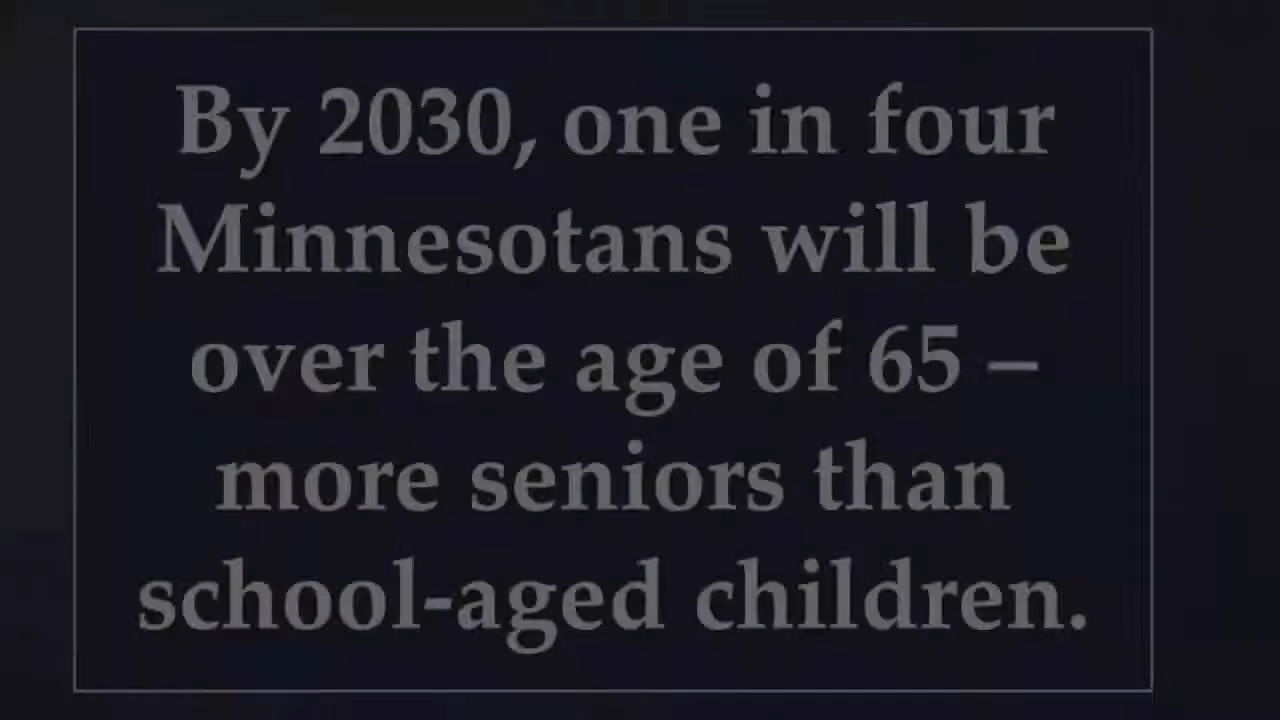 By 2030, one in four
Minnesotans will be
over the age of 65 –
more seniors than
school-aged children.